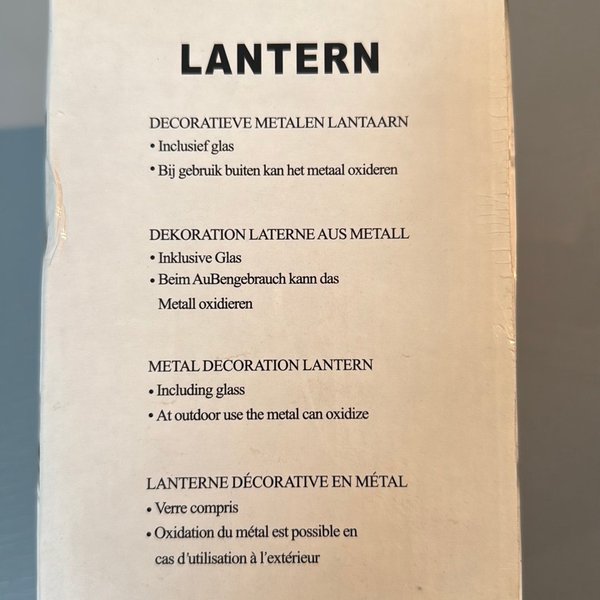 LANTERN
DECORATIEVE METALEN LANTAARN
• Inclusief glas
• Bij gebruik buiten kan het metaal oxideren
DEKORATION LATERNE AUS METALL
• Inklusive Glas
• Beim AuBengebrauch kann das
Metall oxidieren
METAL DECORATION LANTERN
• Including glass
• At outdoor use the metal can oxidize
LANTERNE DÉCORATIVE EN MÉTAL
• Verre compris
• Oxidation du métal est possible en
cas d'utilisation à l'extérieur